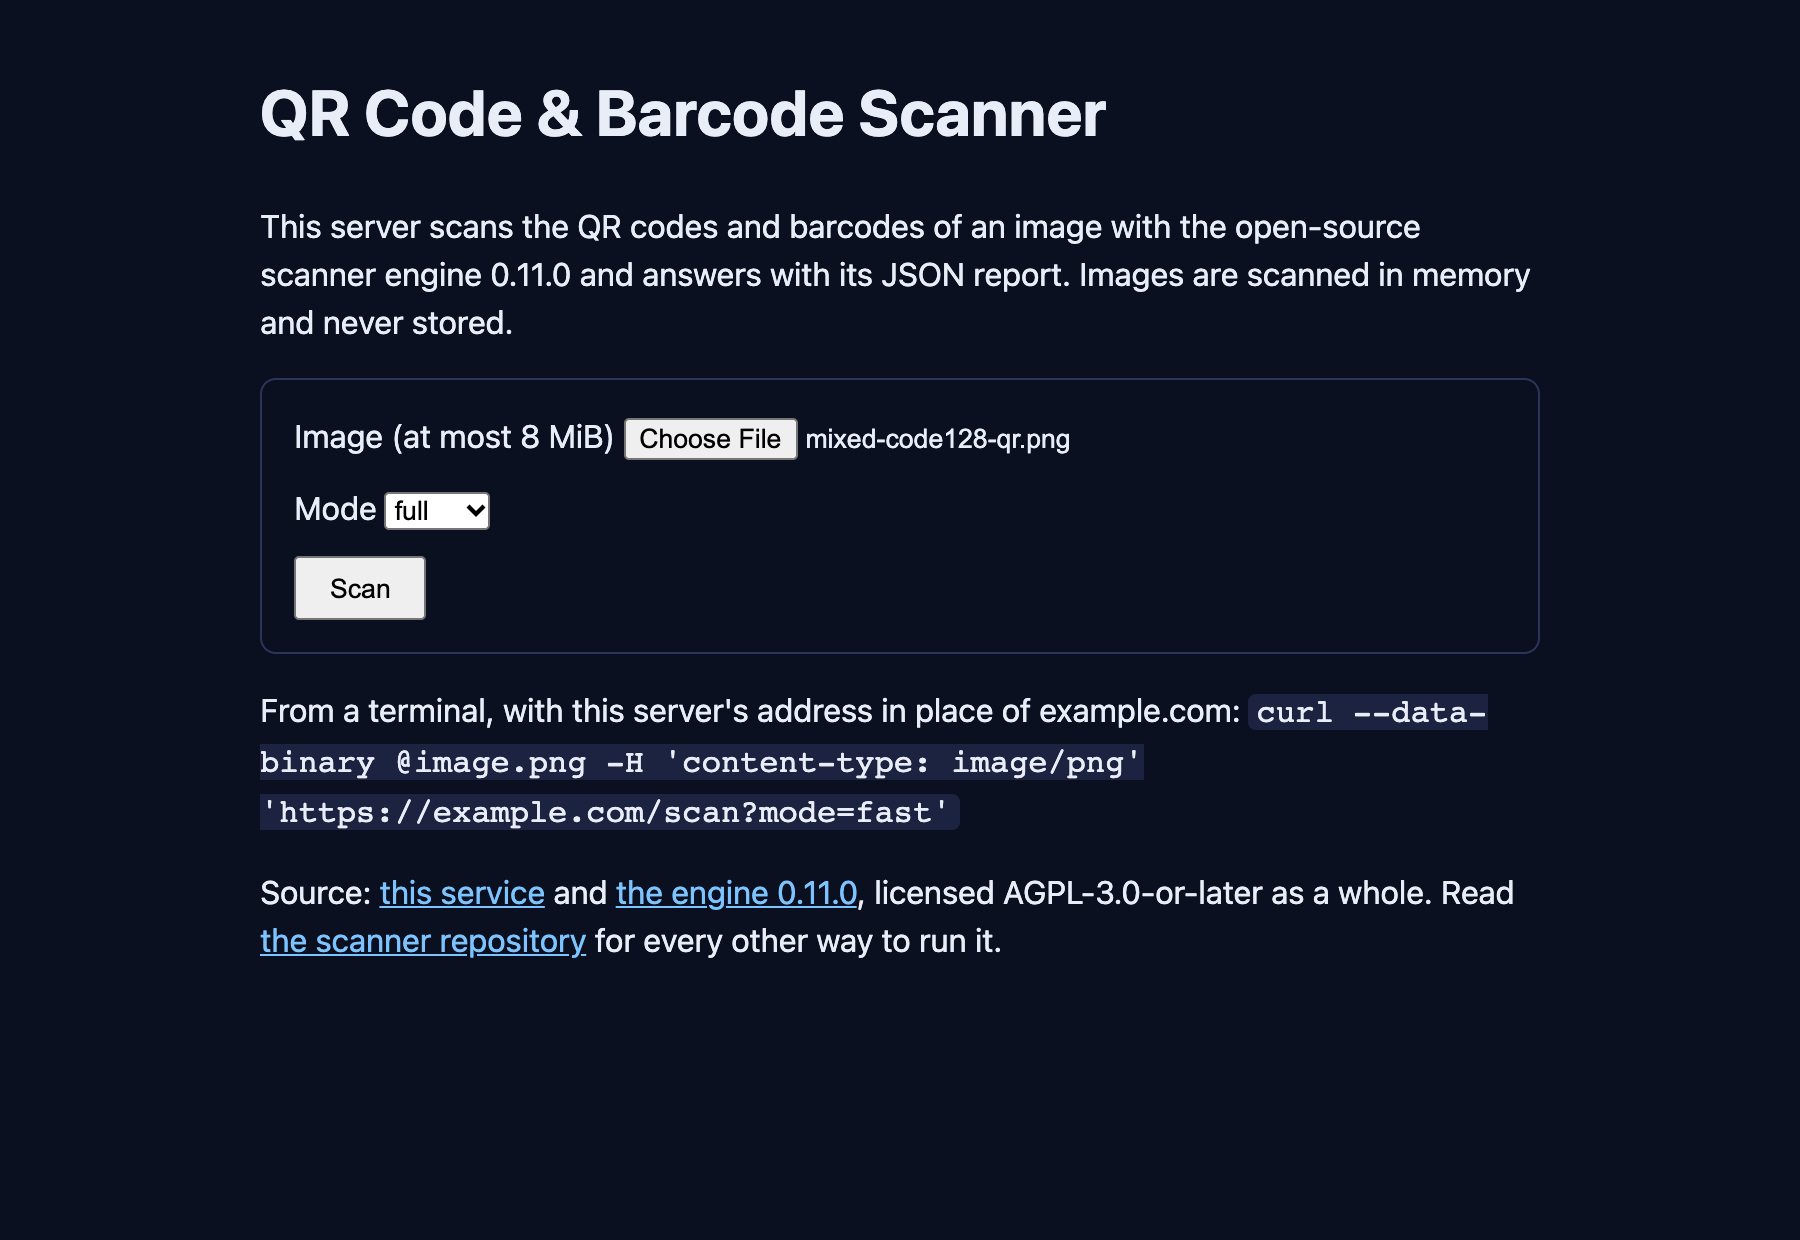 QR Code & Barcode Scanner
This server scans the QR codes and barcodes of an image with the open-source
scanner engine 0.11.0 and answers with its JSON report. Images are scanned in memory
and never stored.
Image (at most 8 MiB) Choose File mixed-code128-qr.png
Mode full
Scan
From a terminal, with this server's address in place of example.com: curl --data-
binary @image.png -H 'content-type: image/png'
'https://example.com/scan?mode=fast'
Source: this service and the engine 0.11.0, licensed AGPL-3.0-or-later as a whole. Read
the scanner repository for every other way to run it.